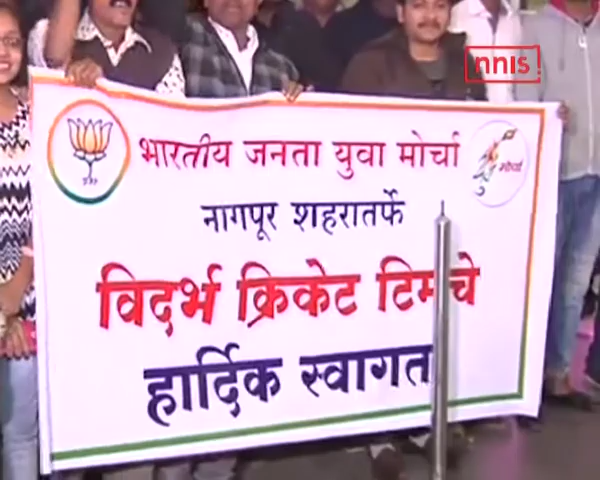 nnis
भारतीय जनता युवा मोर्चा
नागपूर शहरातर्फे
विदर्भ क्रिकेट टिमचे
हार्दिक स्वागत